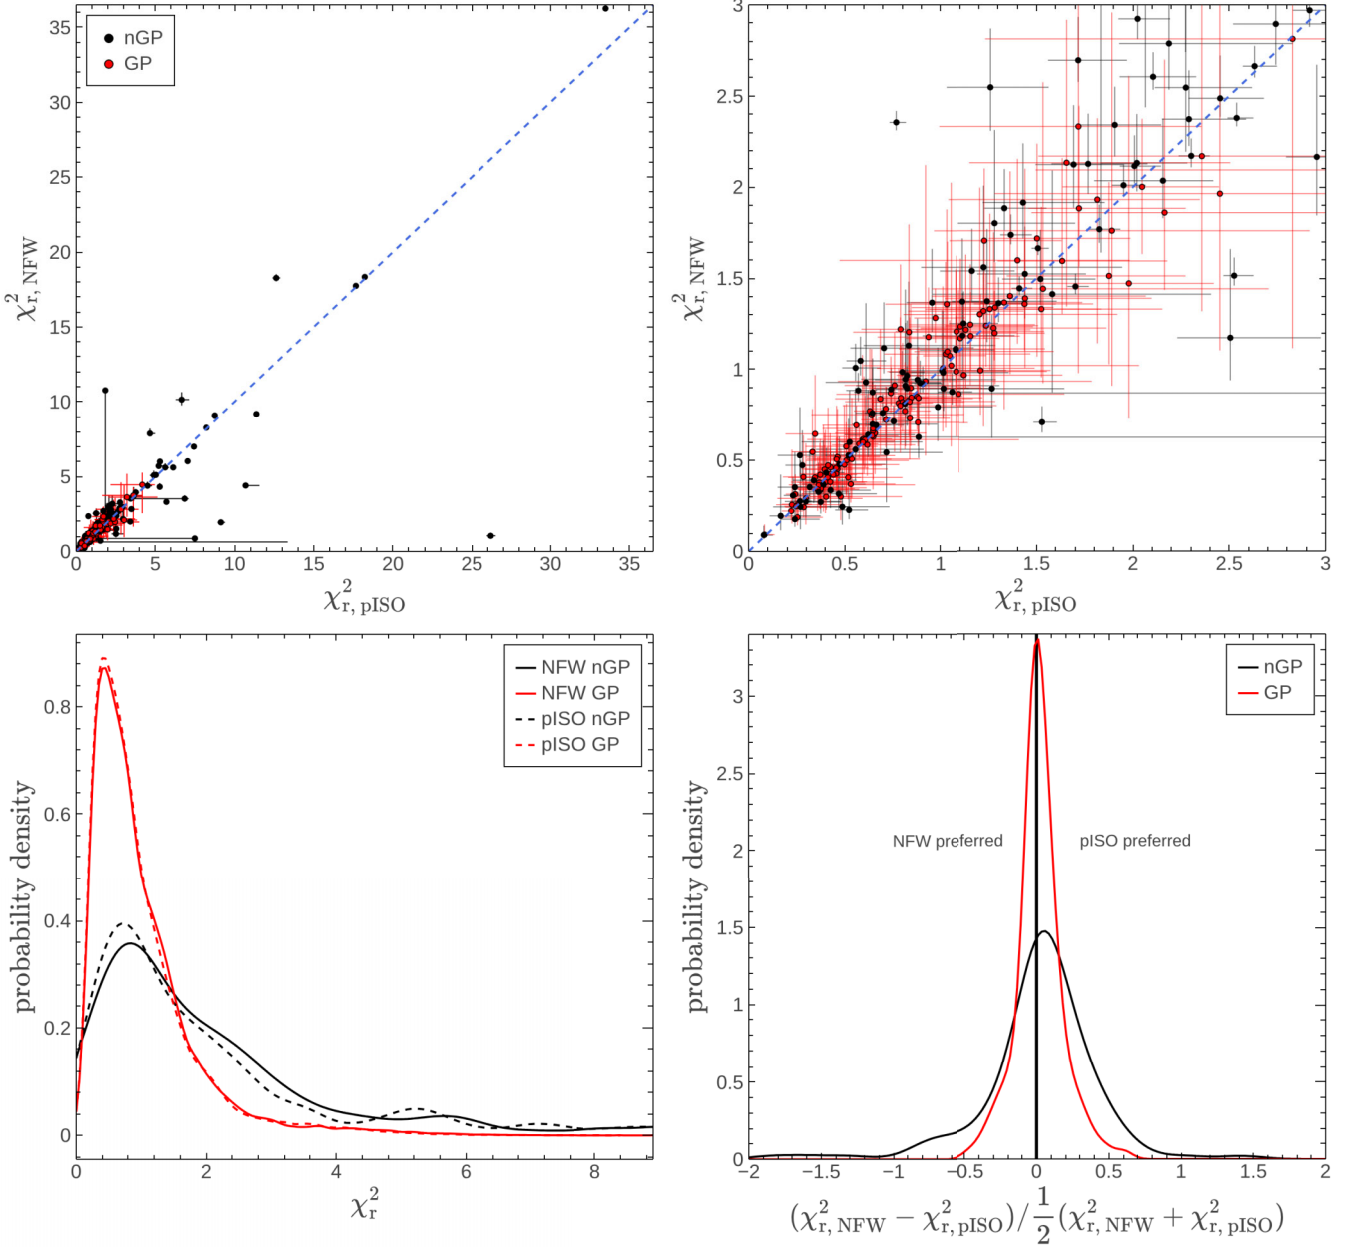 nGP
GP
35
30
25
20
15
10
5
0
0 5 10 15 20 25 30 35
χ²r, NFW
χ²r, pISO
3
2.5
2
1.5
1
0.5
0
0 0.5 1 1.5 2 2.5 3
χ²r, NFW
χ²r, pISO
NFW nGP
NFW GP
pISO nGP
pISO GP
0.8
0.6
0.4
0.2
0
0 2 4 6 8
probability density
χ²r
nGP
GP
3
2.5
2
1.5
1
0.5
0
NFW preferred pISO preferred
−2 −1.5 −1 −0.5 0 0.5 1 1.5 2
probability density
(χ²r, NFW − χ²r, pISO)/½(χ²r, NFW + χ²r, pISO)